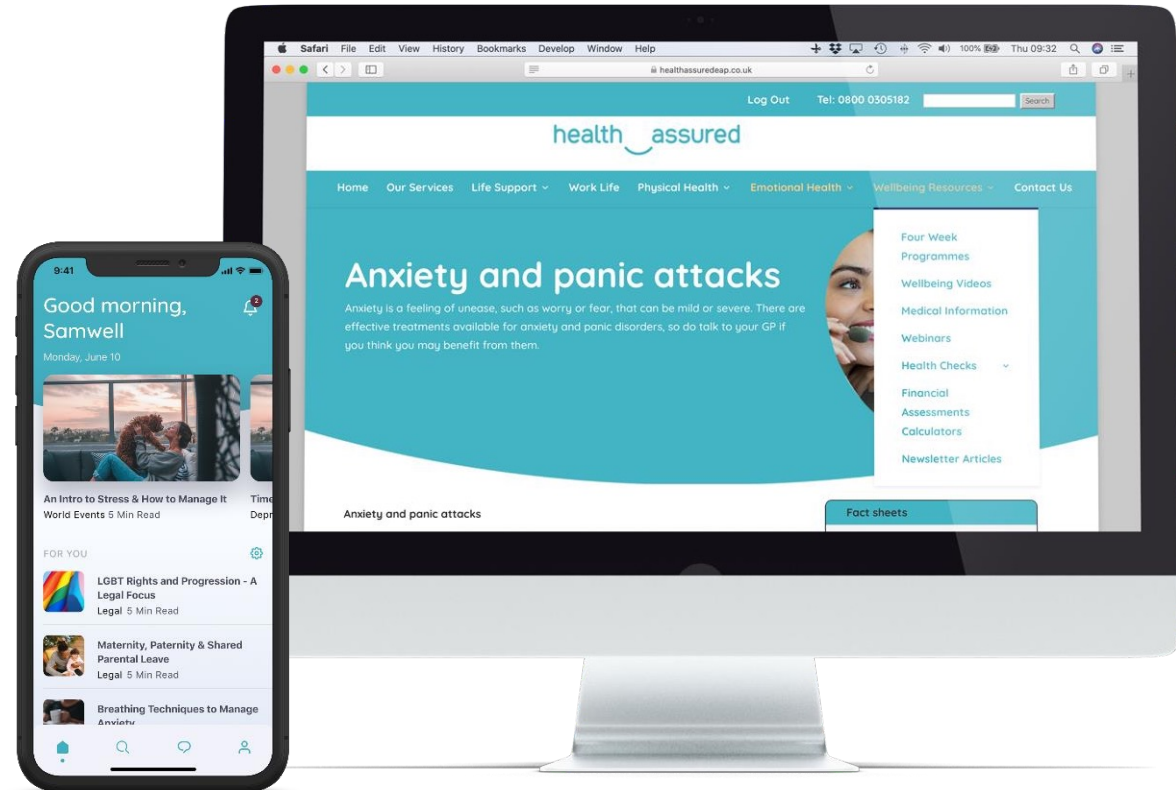 Safari File Edit View History Bookmarks Develop Window Help
100% Thu 09:32
healthassuredeap.co.uk
Log Out Tel: 0800 0305182 Search
health assured
Home Our Services Life Support Work Life Physical Health Emotional Health Wellbeing Resources Contact Us
Anxiety and panic attacks
Anxiety is a feeling of unease, such as worry or fear, that can be mild or severe. There are
effective treatments available for anxiety and panic disorders, so do talk to your GP if
you think you may benefit from them.
Four Week
Programmes
Wellbeing Videos
Medical Information
Webinars
Health Checks
Financial
Assessments
Calculators
Newsletter Articles
Anxiety and panic attacks
Fact sheets
9:41
Good morning,
Samwell
2
Monday, June 10
An Intro to Stress & How to Manage It
World Events 5 Min Read
Time
Depr
FOR YOU
LGBT Rights and Progression - A
Legal Focus
Legal 5 Min Read
Maternity, Paternity & Shared
Parental Leave
Legal 5 Min Read
Breathing Techniques to Manage
Anxiety